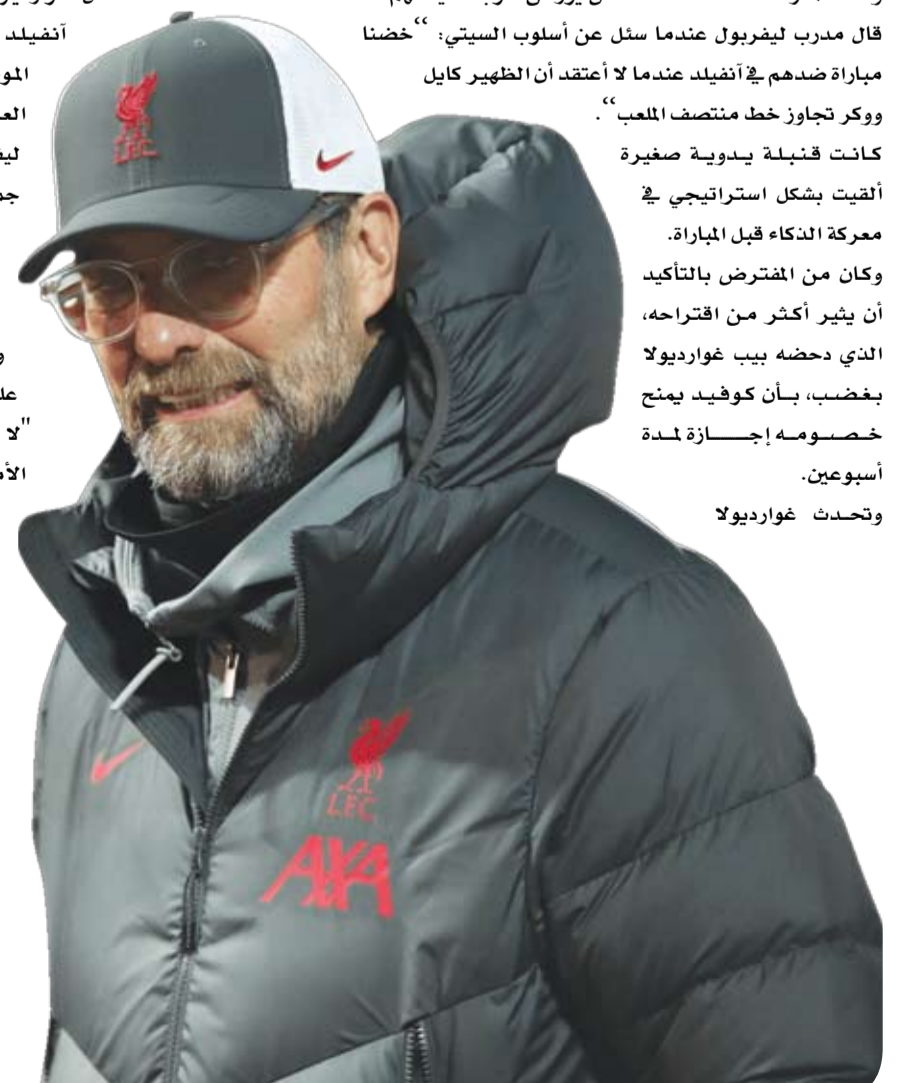 قال مدرب ليفربول عندما سئل عن أسلوب السيتي: “خضنا
مباراة ضدهم في آنفيلد عندما لا أعتقد أن الظهير كايل
ووكر تجاوز خط منتصف الملعب“.
كانت قنبلة يدوية صغيرة
ألقيت بشكل استراتيجي في
معركة الذكاء قبل المباراة.
وكان من المفترض بالتأكيد
أن يثير أكثر من اقتراحه،
الذي دحضه بيب غوارديولا
بغضب، بأن كوفيد يمنح
خصومه إجازة لمدة
أسبوعين.
وتحدث غوارديولا
آنفيلد
"لا
LFC
LFC
AXA